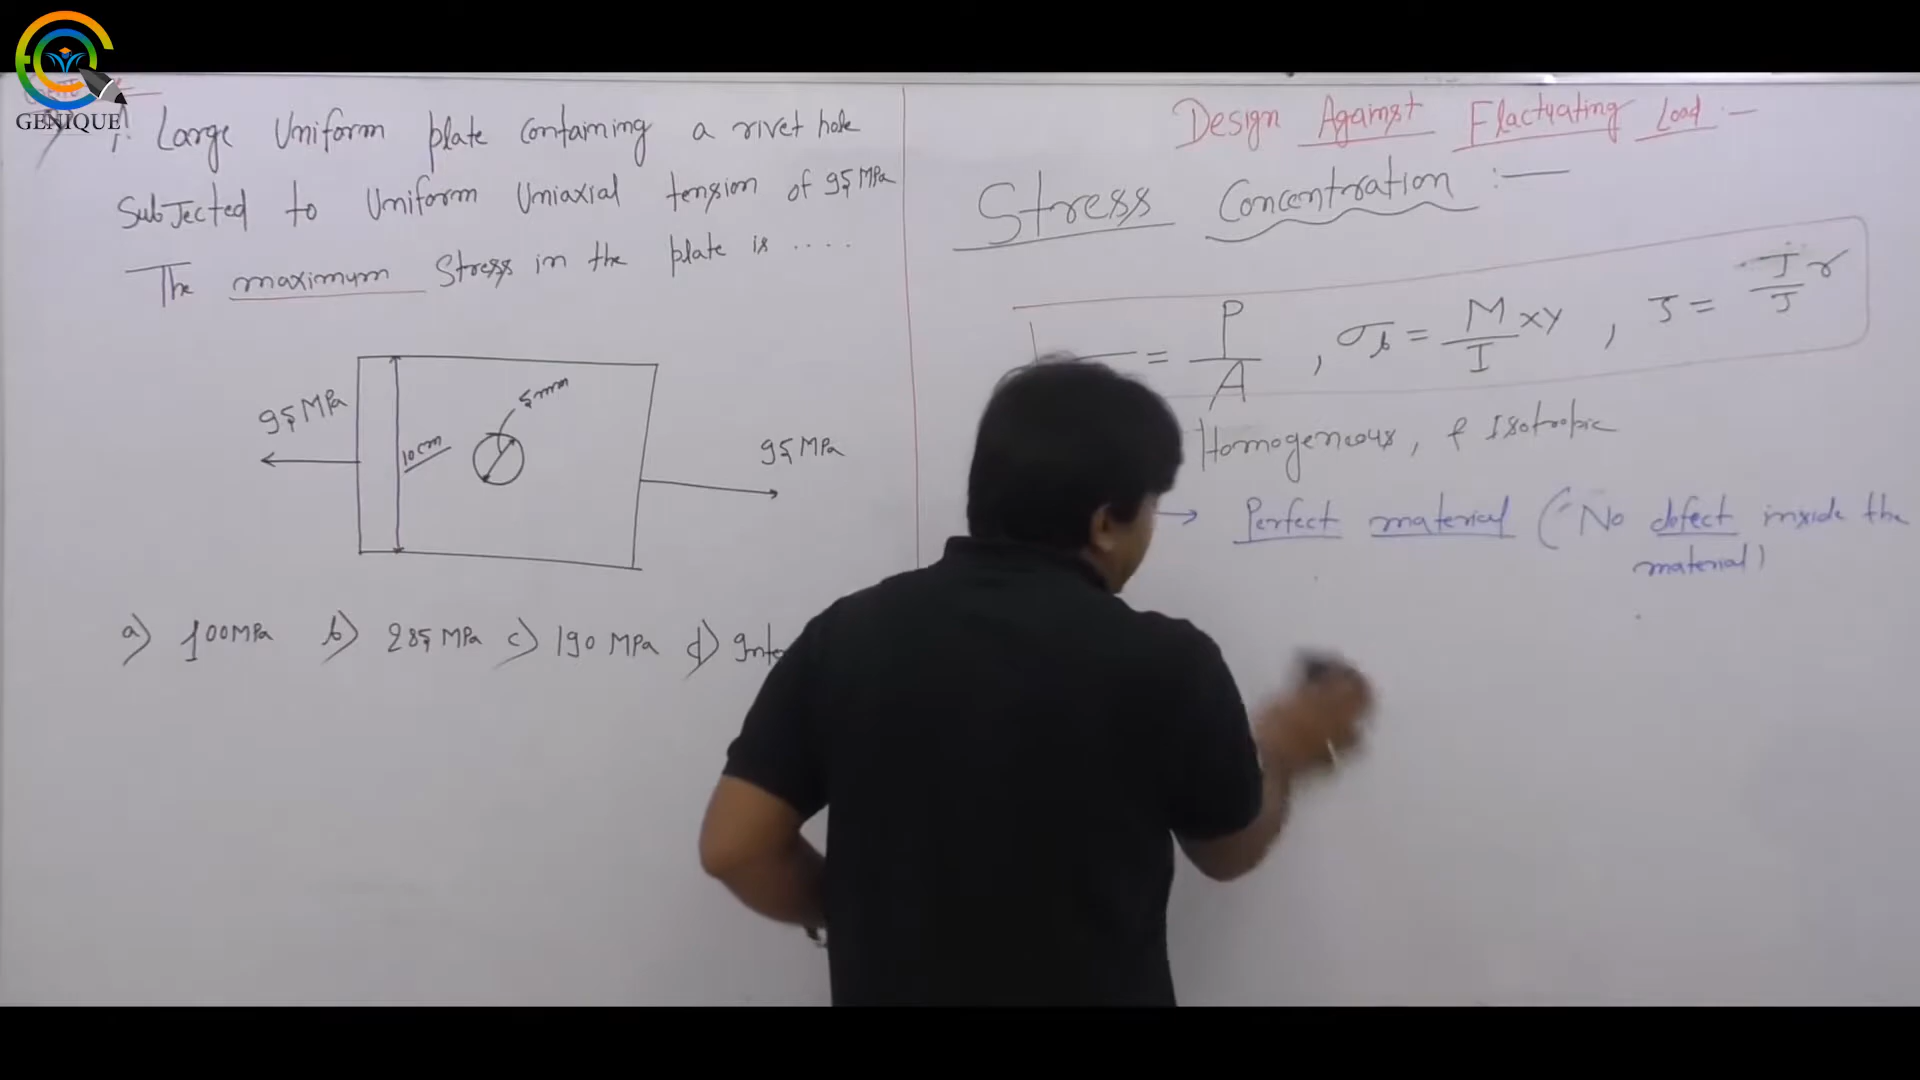 GENIQUE
Large Uniform plate containing a rivet hole
SubJected to Uniform Uniaxial tension of 95 MPa
The maximum Stress in the plate is ....
95 MPa
10cm
5mm
95 MPa
a) 100MPa b) 285 MPa c) 190 MPa d)
Design Against Flactuating Load :-
Stress Concentration :-
= P/A , σb = M/I xy , τ = T/J r
Homogeneous, & Isotropic
→ Perfect material (No defect inside the
material)